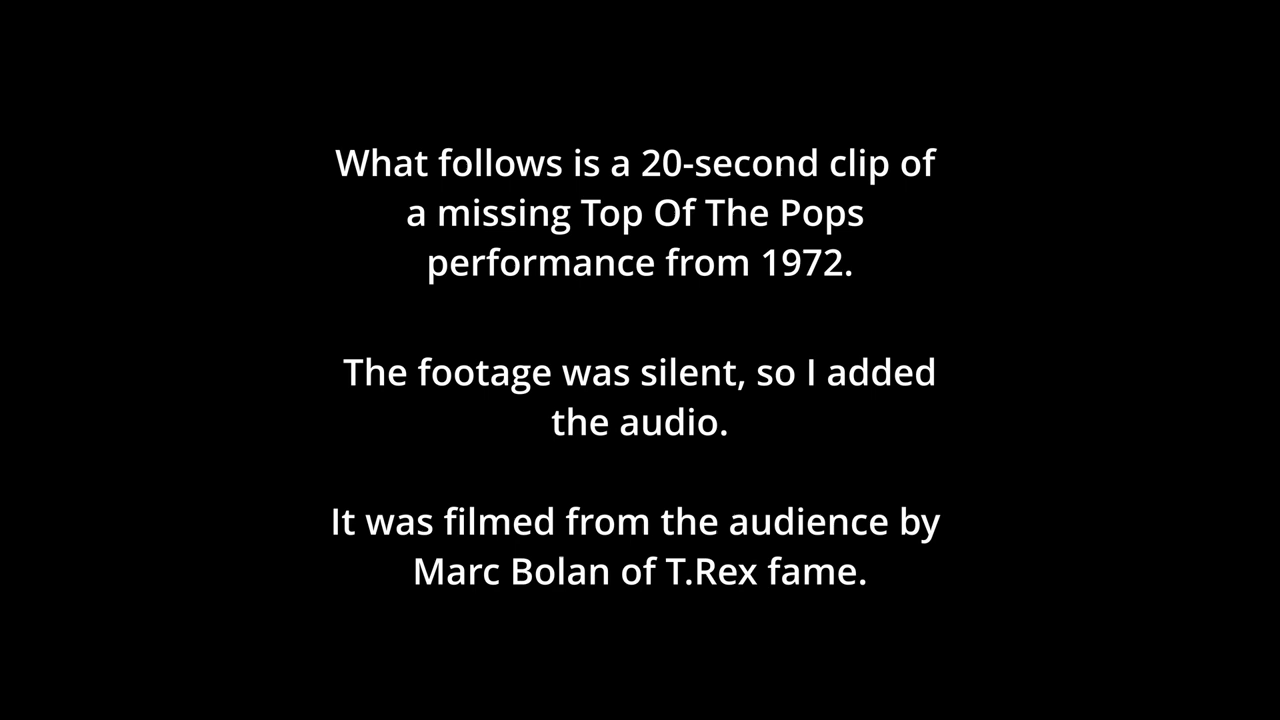 What follows is a 20-second clip of
a missing Top Of The Pops
performance from 1972.
The footage was silent, so I added
the audio.
It was filmed from the audience by
Marc Bolan of T.Rex fame.